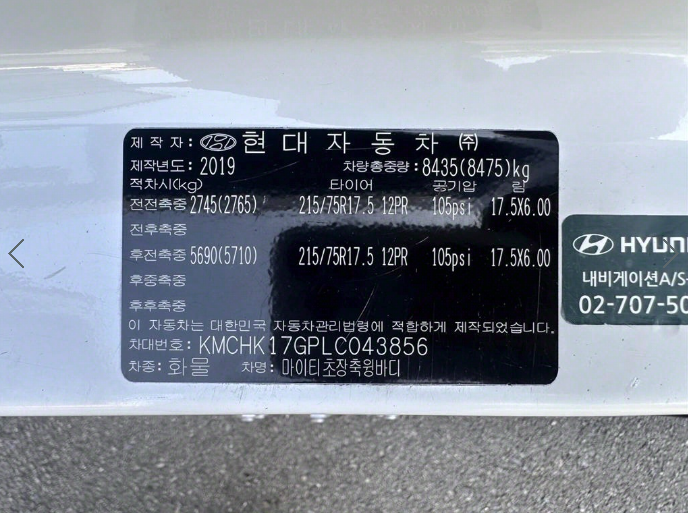 제작자: 현대자동차 ㈜
제작년도: 2019 차량총중량: 8435(8475)kg
적차시(kg) 타이어 공기압 림
전전축중 2745(2765) 215/75R17.5 12PR 105psi 17.5X6.00
전후축중
후전축중 5690(5710) 215/75R17.5 12PR 105psi 17.5X6.00
후중축중
후후축중
이 자동차는 대한민국 자동차관리법령에 적합하게 제작되었습니다.
차대번호: KMCHK17GPLC043856
차종: 화물 차명: 마이티초장축윙바디
HYUN
내비게이션A/S
02-707-50